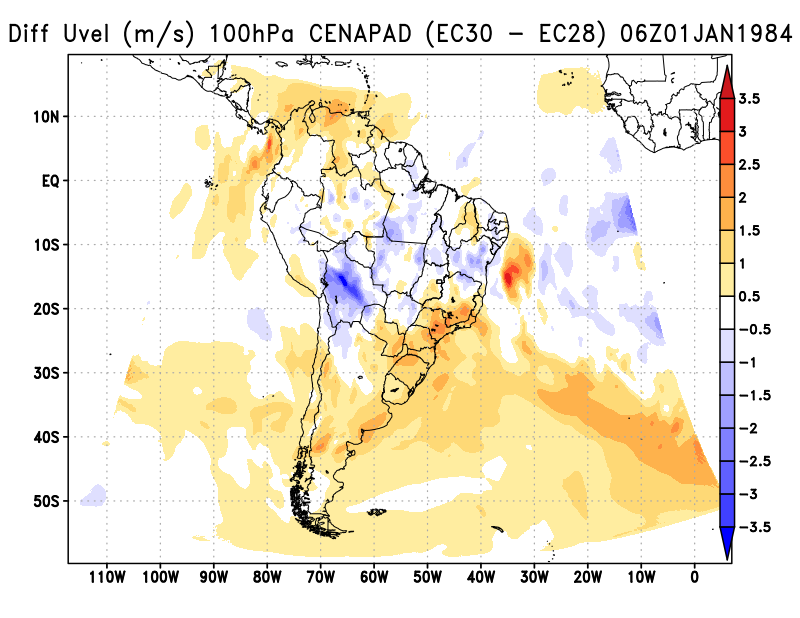 Diff Uvel (m/s) 100hPa CENAPAD (EC30 − EC28) 06Z01JAN1984
10N
EQ
10S
20S
30S
40S
50S
110W 100W 90W 80W 70W 60W 50W 40W 30W 20W 10W 0
3.5
3
2.5
2
1.5
1
0.5
−0.5
−1
−1.5
−2
−2.5
−3
−3.5